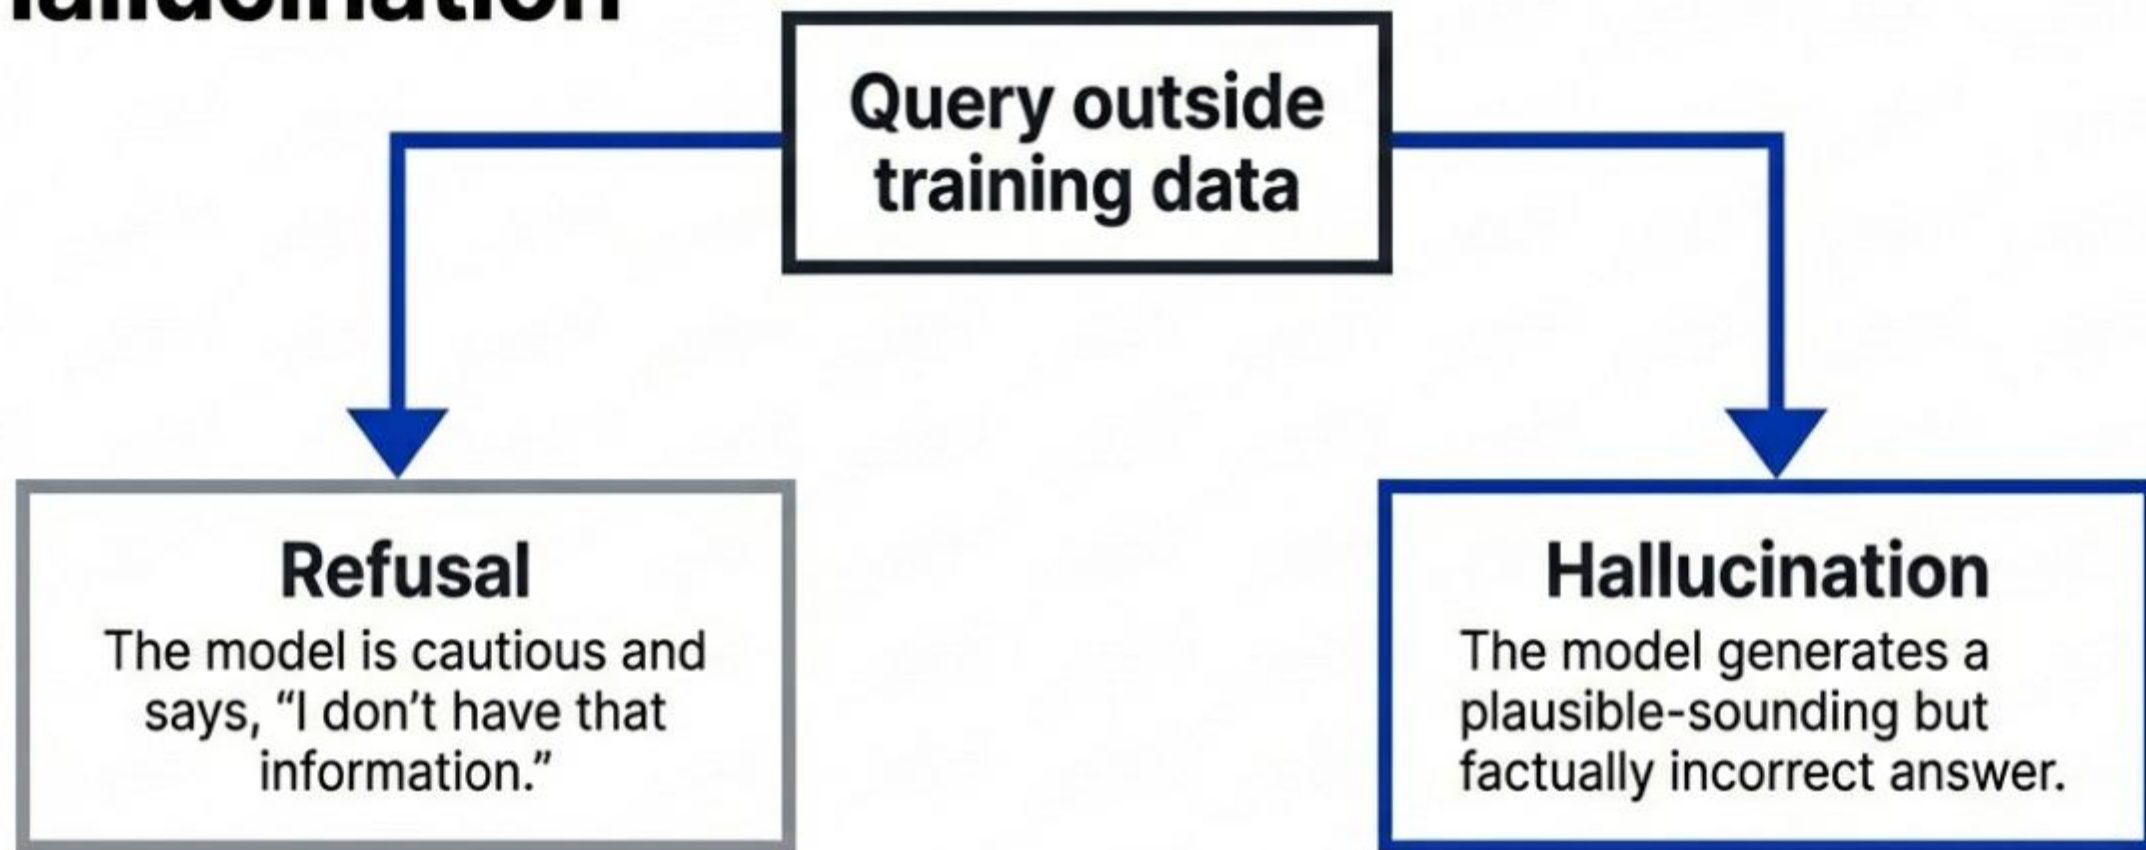 Query outside
training data
Refusal
The model is cautious and
says, “I don’t have that
information.”
Hallucination
The model generates a
plausible-sounding but
factually incorrect answer.